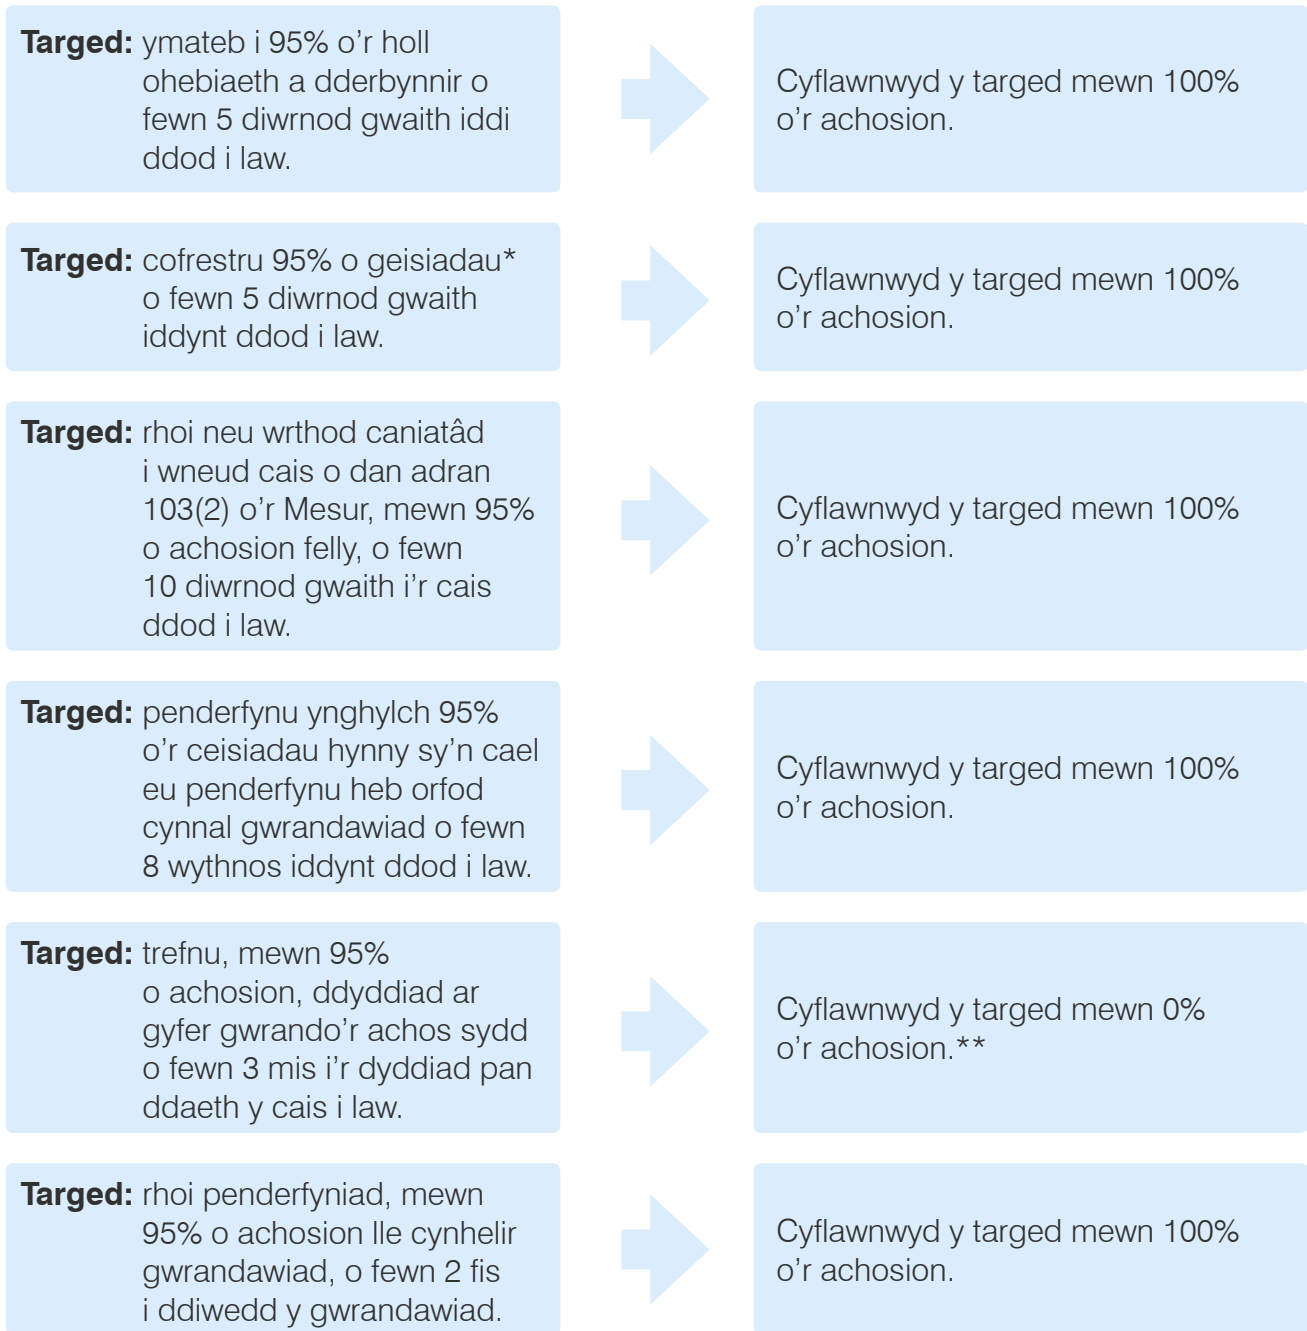 Targed: ymateb i 95% o’r holl
ohebiaeth a dderbynnir o
fewn 5 diwrnod gwaith iddi
ddod i law.
Cyflawnwyd y targed mewn 100%
o’r achosion.
Targed: cofrestru 95% o geisiadau*
o fewn 5 diwrnod gwaith
iddynt ddod i law.
Cyflawnwyd y targed mewn 100%
o’r achosion.
Targed: rhoi neu wrthod caniatâd
i wneud cais o dan adran
103(2) o’r Mesur, mewn 95%
o achosion felly, o fewn
10 diwrnod gwaith i’r cais
ddod i law.
Cyflawnwyd y targed mewn 100%
o’r achosion.
Targed: penderfynu ynghylch 95%
o’r ceisiadau hynny sy’n cael
eu penderfynu heb orfod
cynnal gwrandawiad o fewn
8 wythnos iddynt ddod i law.
Cyflawnwyd y targed mewn 100%
o’r achosion.
Targed: trefnu, mewn 95%
o achosion, ddyddiad ar
gyfer gwrando’r achos sydd
o fewn 3 mis i’r dyddiad pan
ddaeth y cais i law.
Cyflawnwyd y targed mewn 0%
o’r achosion.**
Targed: rhoi penderfyniad, mewn
95% o achosion lle cynhelir
gwrandawiad, o fewn 2 fis
i ddiwedd y gwrandawiad.
Cyflawnwyd y targed mewn 100%
o’r achosion.